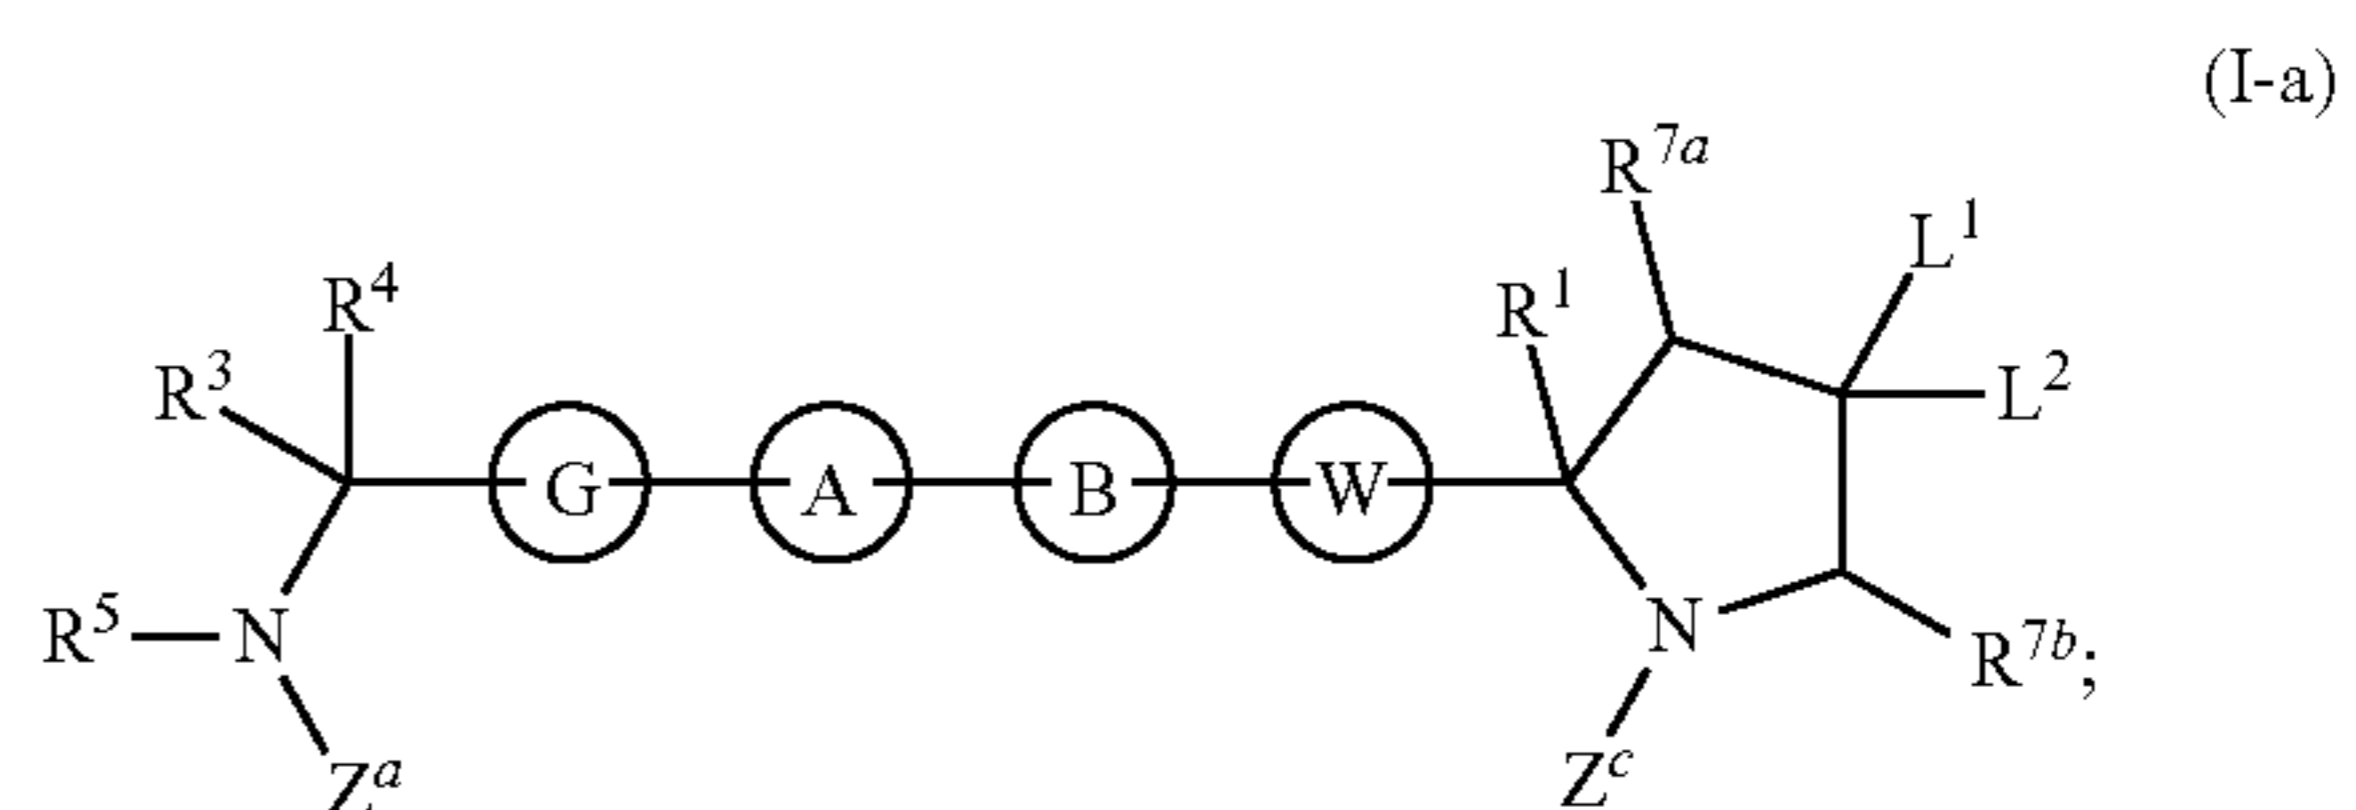 (I-a)
R⁷ᵃ
L¹
R⁴
R¹
R³
L²
G A B W
R⁵ N
N
R⁷ᵇ;
Zᵃ
Zᶜ